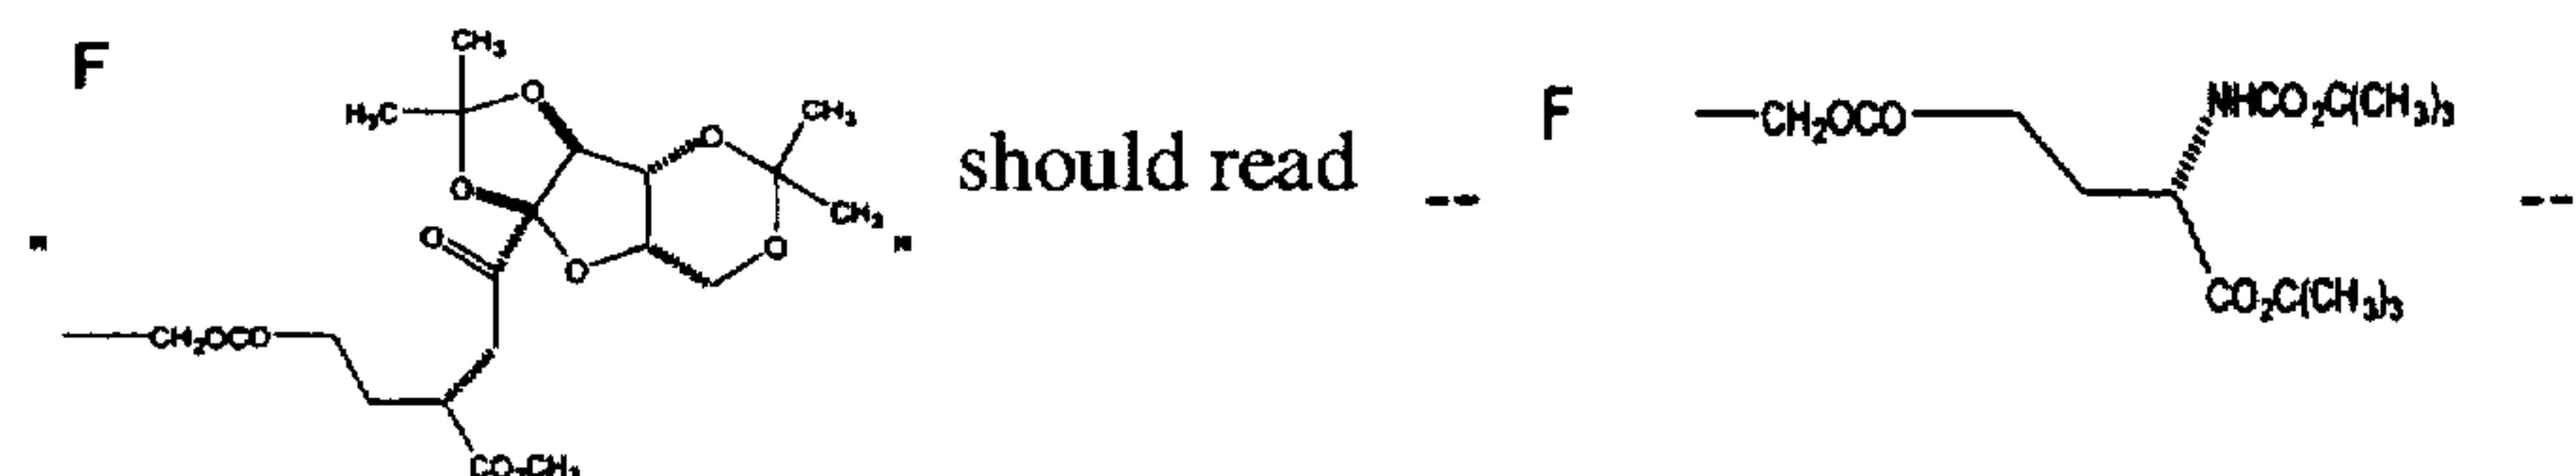 F
CH₃
H₃C
O
O
O
CH₃
CH₃
O
O
O
CH₂OCO
CO₂CH₃
" " should read -- --
F
CH₂OCO
NHCO₂C(CH₃)₃
CO₂C(CH₃)₃